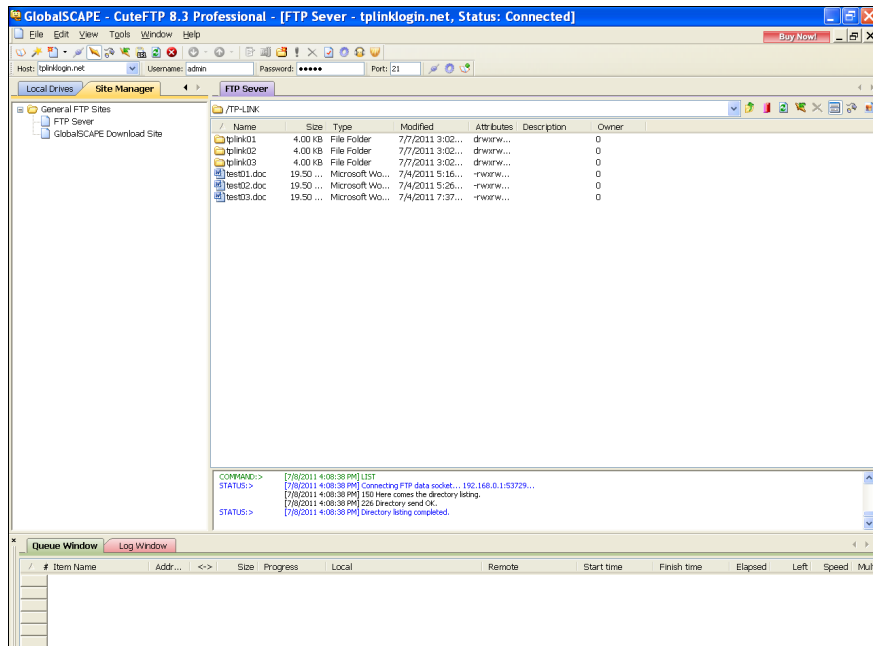 GlobalSCAPE - CuteFTP 8.3 Professional - [FTP Sever - tplinklogin.net, Status: Connected]
File Edit View Tools Window Help Buy Now!
Host: tplinklogin.net Username: admin Password: ●●●●● Port: 21
Local Drives Site Manager FTP Sever
General FTP Sites
FTP Sever
GlobalSCAPE Download Site
/TP-LINK
/ Name Size Type Modified Attributes Description Owner
tplink01 4.00 KB File Folder 7/7/2011 3:02... drwxrw... 0
tplink02 4.00 KB File Folder 7/7/2011 3:02... drwxrw... 0
tplink03 4.00 KB File Folder 7/7/2011 3:02... drwxrw... 0
test01.doc 19.50 ... Microsoft Wo... 7/4/2011 5:16... -rwxrw... 0
test02.doc 19.50 ... Microsoft Wo... 7/4/2011 5:26... -rwxrw... 0
test03.doc 19.50 ... Microsoft Wo... 7/4/2011 7:37... -rwxrw... 0
COMMAND:> [7/8/2011 4:08:38 PM] LIST
STATUS:> [7/8/2011 4:08:38 PM] Connecting FTP data socket... 192.168.0.1:53729...
[7/8/2011 4:08:38 PM] 150 Here comes the directory listing.
[7/8/2011 4:08:38 PM] 226 Directory send OK.
STATUS:> [7/8/2011 4:08:38 PM] Directory listing completed.
Queue Window Log Window
/ # Item Name Addr... <-> Size Progress Local Remote Start time Finish time Elapsed Left Speed Mul